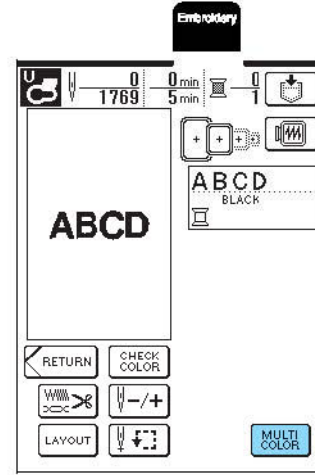 Embroidery
U 0 0 min 0
1769 5 min 1
ABCD
BLACK
ABCD
RETURN CHECK COLOR
-/+
LAYOUT MULTI COLOR